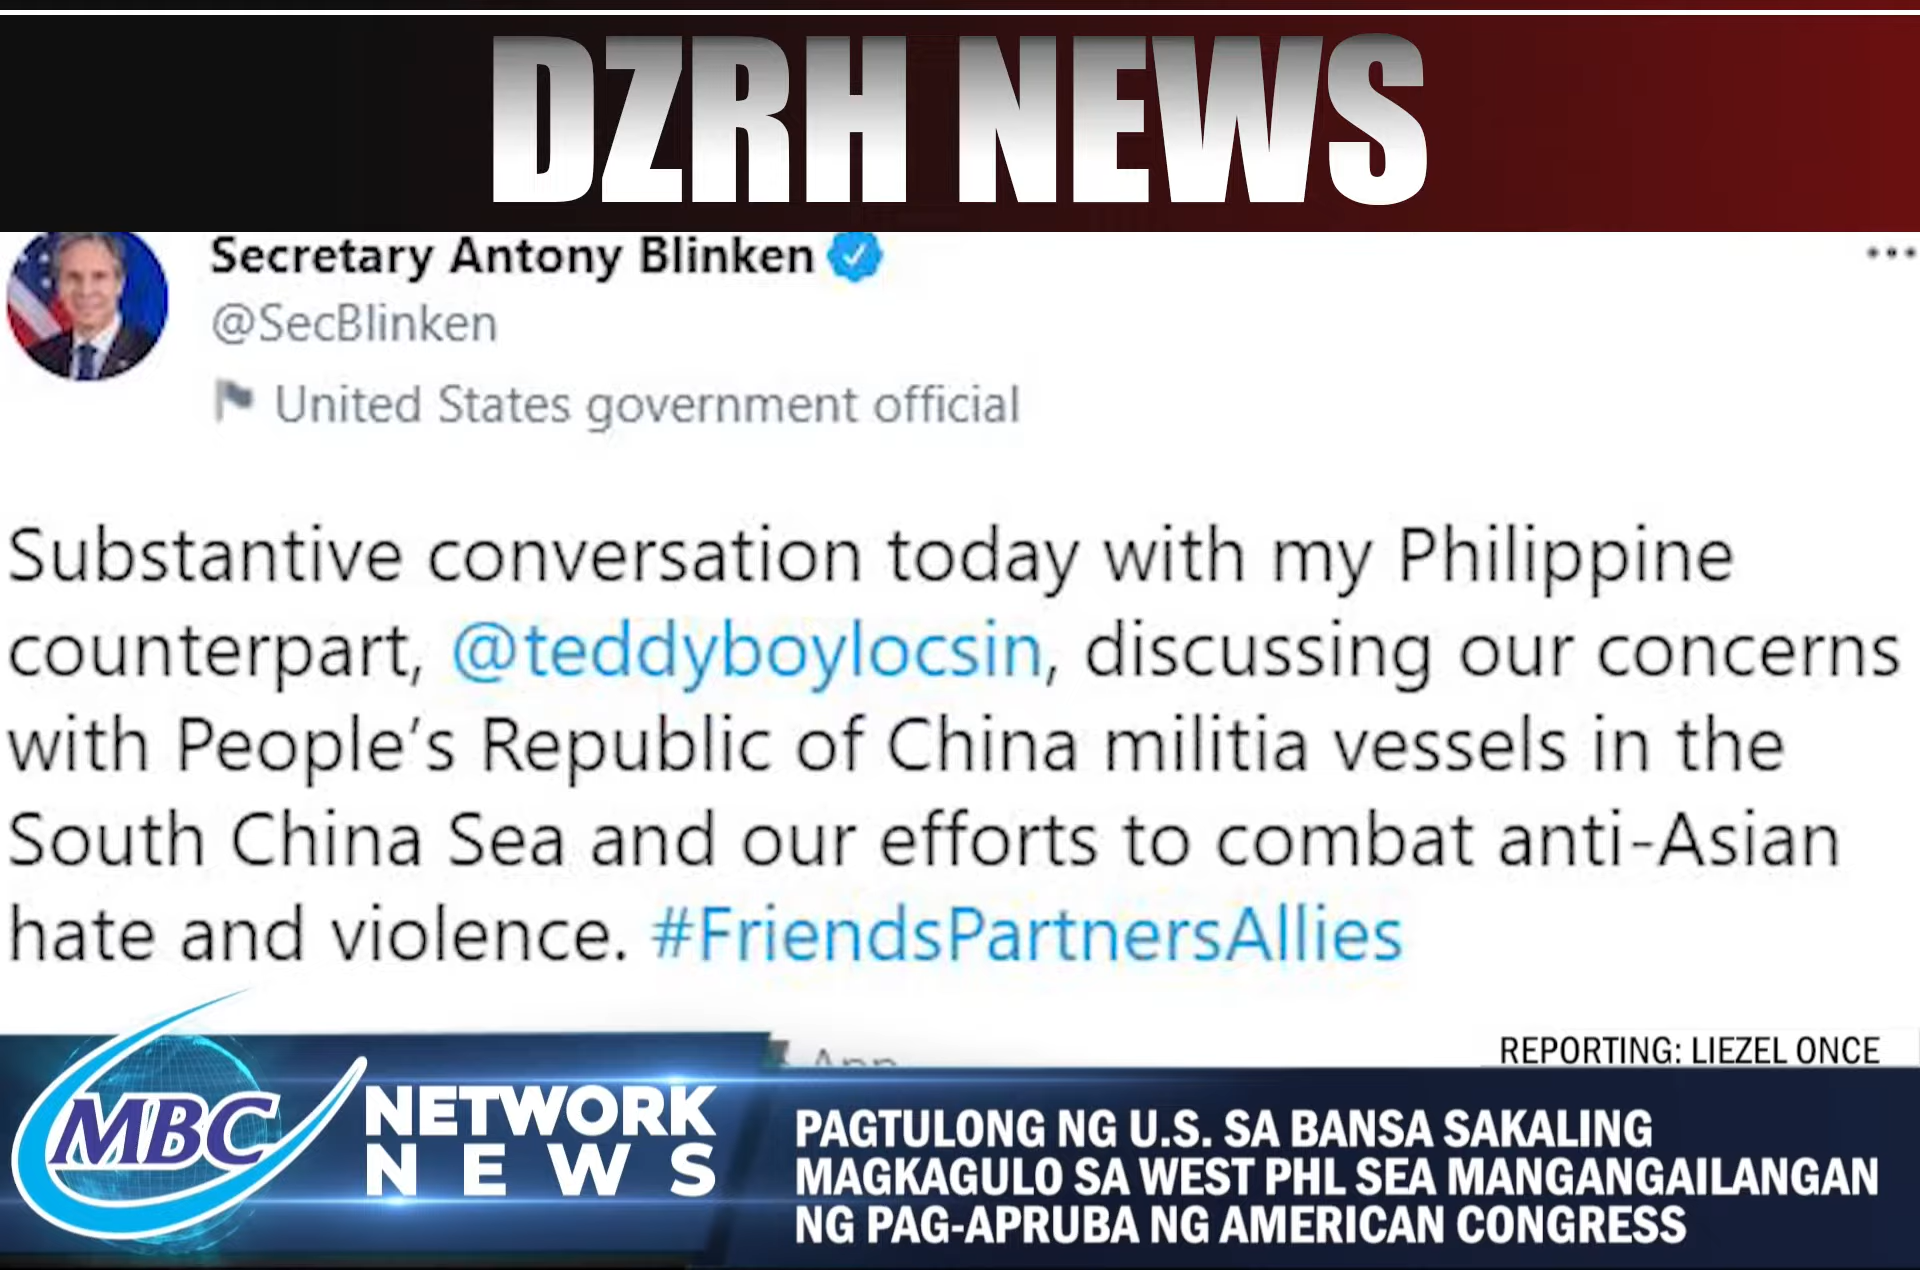 DZRH NEWS
Secretary Antony Blinken
@SecBlinken
United States government official
Substantive conversation today with my Philippine
counterpart, @teddyboylocsin, discussing our concerns
with People's Republic of China militia vessels in the
South China Sea and our efforts to combat anti-Asian
hate and violence. #FriendsPartnersAllies
REPORTING: LIEZEL ONCE
MBC
NETWORK
NEWS
PAGTULONG NG U.S. SA BANSA SAKALING
MAGKAGULO SA WEST PHL SEA MANGANGAILANGAN
NG PAG-APRUBA NG AMERICAN CONGRESS